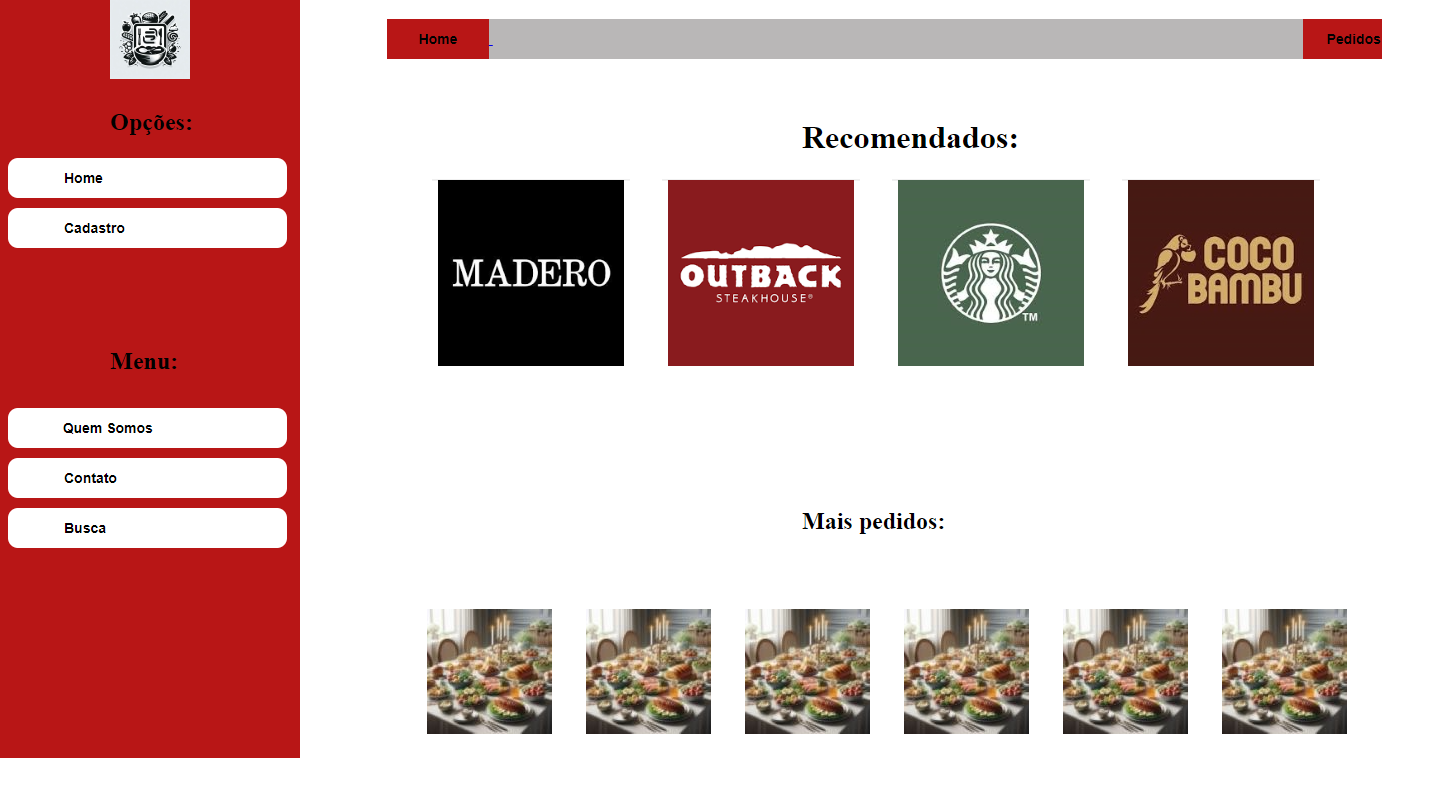 Opções:
Home
Cadastro
Menu:
Quem Somos
Contato
Busca
Home
Pedidos
Recomendados:
MADERO
OUTBACK
STEAKHOUSE®
TM
COCO
BAMBU
Mais pedidos: